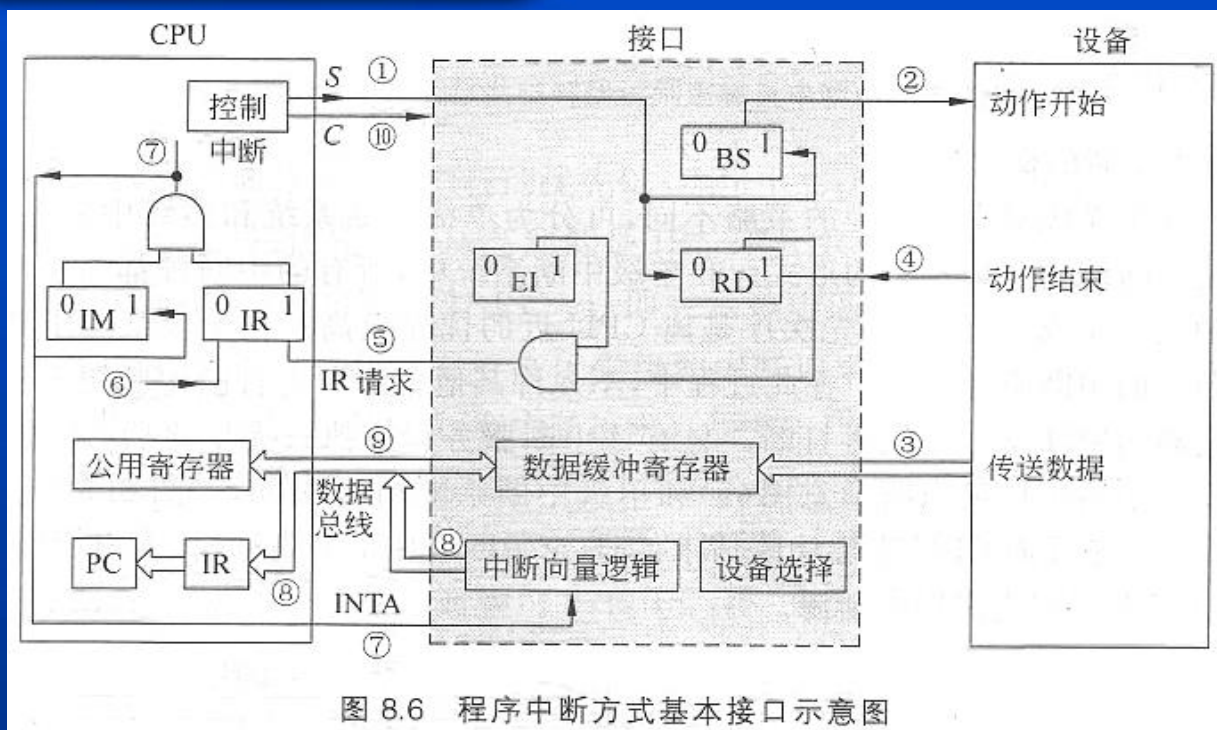 CPU
接口
设备
S ①
控制
C ⑩
中断
⑦
②
动作开始
0 1
BS
0 1
EI
0 1
RD
④
动作结束
0 1
IM
0 1
IR
⑤
IR 请求
⑥
公用寄存器
⑨
数据
总线
数据缓冲寄存器
③
传送数据
PC
IR
⑧
⑧
中断向量逻辑
设备选择
INTA
⑦
图 8.6 程序中断方式基本接口示意图